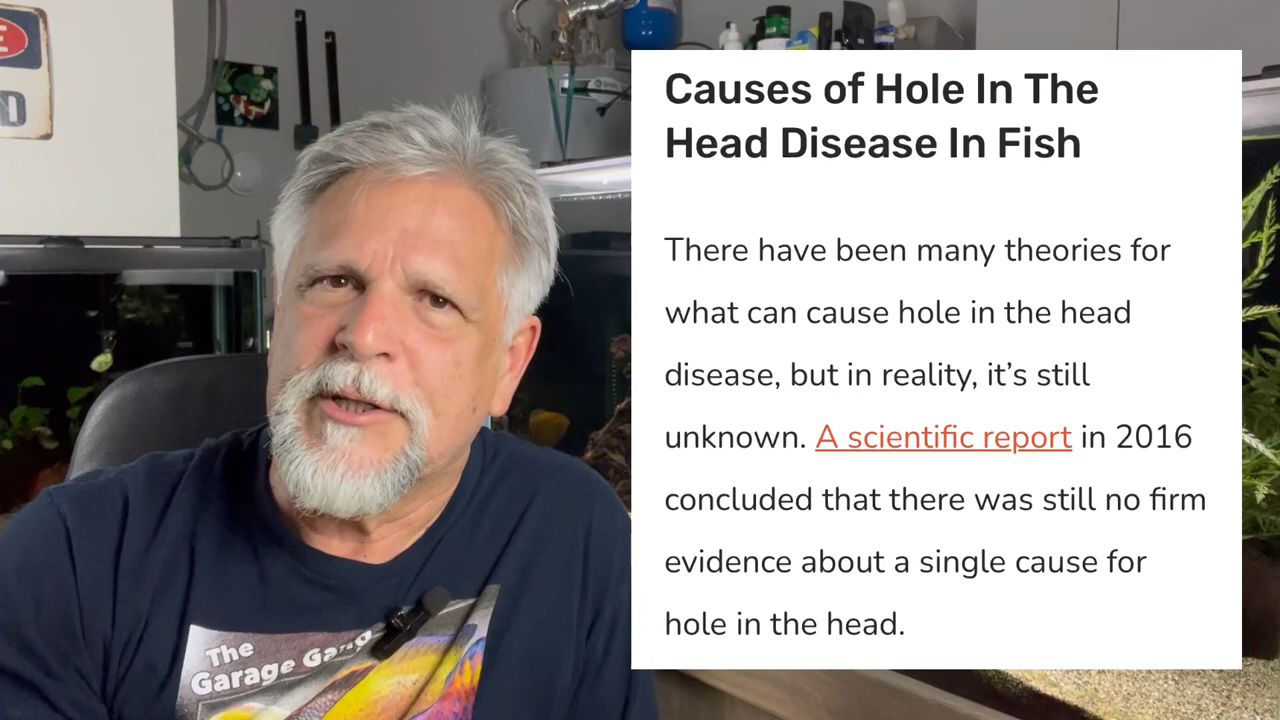 E
D
Causes of Hole In The
Head Disease In Fish
There have been many theories for
what can cause hole in the head
disease, but in reality, it’s still
unknown. A scientific report in 2016
concluded that there was still no firm
evidence about a single cause for
hole in the head.
The
Garage Gang